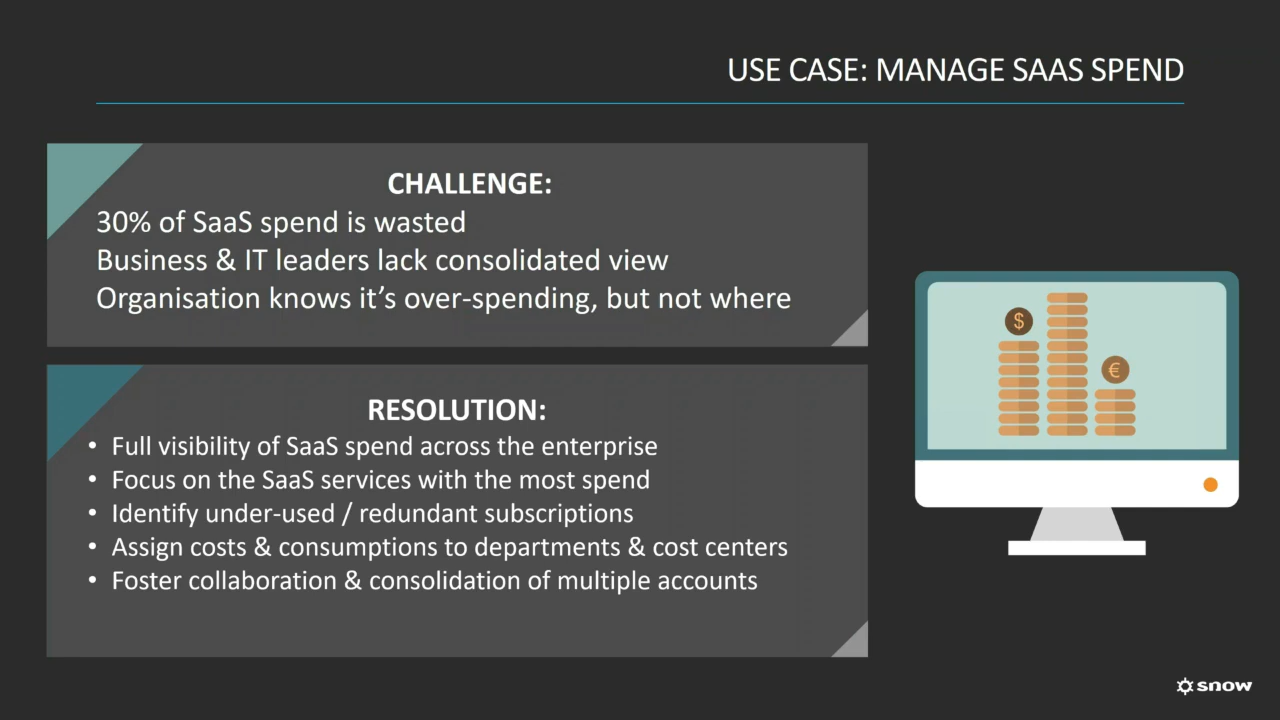 USE CASE: MANAGE SAAS SPEND
CHALLENGE:
30% of SaaS spend is wasted
Business & IT leaders lack consolidated view
Organisation knows it’s over-spending, but not where
$
€
RESOLUTION:
• Full visibility of SaaS spend across the enterprise
• Focus on the SaaS services with the most spend
• Identify under-used / redundant subscriptions
• Assign costs & consumptions to departments & cost centers
• Foster collaboration & consolidation of multiple accounts
snow